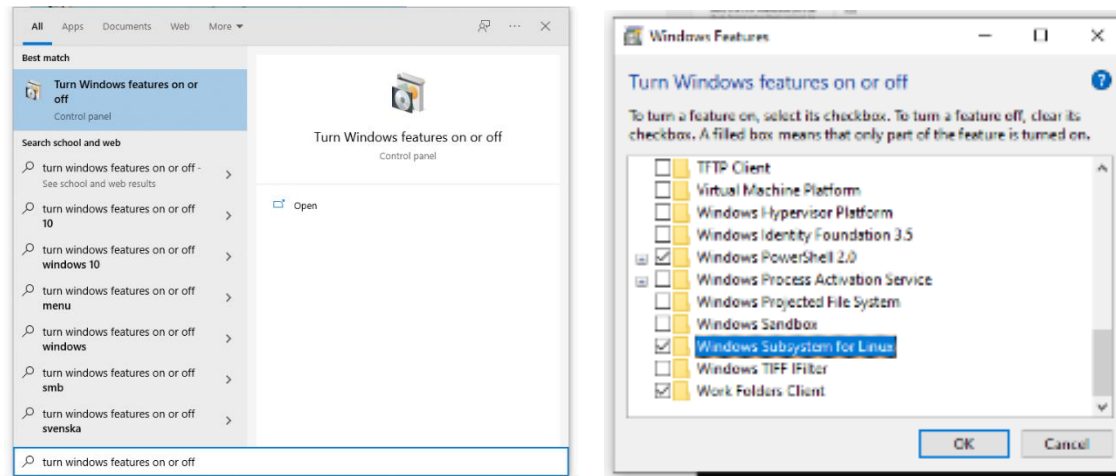 All Apps Documents Web More
Best match
Turn Windows features on or
off
Control panel
Search school and web
turn windows features on or off -
See school and web results
turn windows features on or off
10
turn windows features on or off
windows 10
turn windows features on or off
menu
turn windows features on or off
windows
turn windows features on or off
smb
turn windows features on or off
svenska
turn windows features on or off
Turn Windows features on or off
Control panel
Open
Windows Features
Turn Windows features on or off
To turn a feature on, select its checkbox. To turn a feature off, clear its
checkbox. A filled box means that only part of the feature is turned on.
TFTP Client
Virtual Machine Platform
Windows Hypervisor Platform
Windows Identity Foundation 3.5
Windows PowerShell 2.0
Windows Process Activation Service
Windows Projected File System
Windows Sandbox
Windows Subsystem for Linux
Windows TIFF IFilter
Work Folders Client
OK Cancel